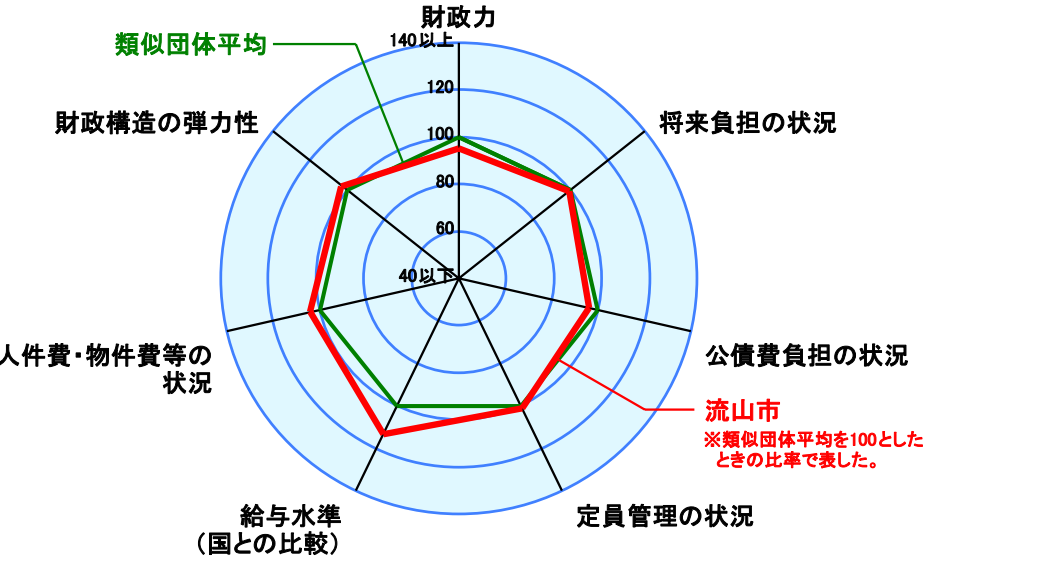 財政力
類似団体平均
140以上
120
100
80
60
40以下
財政構造の弾力性
将来負担の状況
人件費・物件費等の
状況
公債費負担の状況
流山市
※類似団体平均を100とした
ときの比率で表した。
給与水準
(国との比較)
定員管理の状況